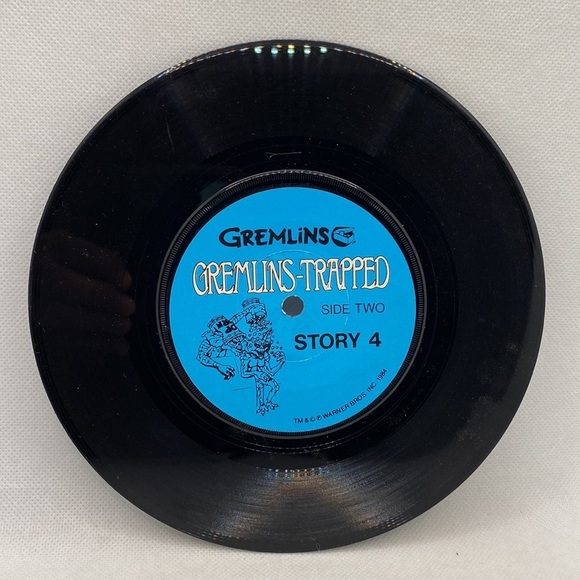 GREMLiNS
GREMLINS-TRAPPED
SIDE TWO
STORY 4
TM & © ℗ WARNER BROS. INC. 1984